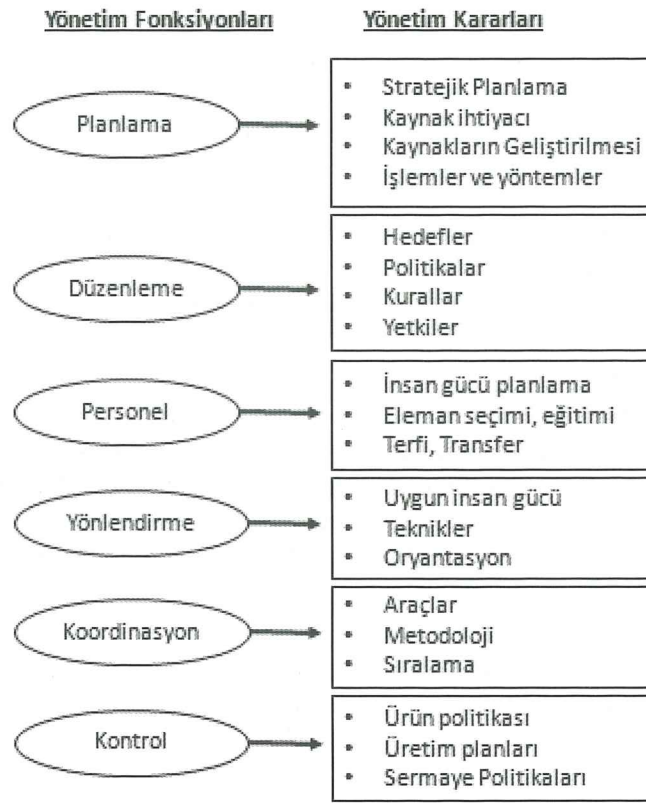 Yönetim Fonksiyonları
Yönetim Kararları
Planlama
• Stratejik Planlama
• Kaynak ihtiyacı
• Kaynakların Geliştirilmesi
• İşlemler ve yöntemler
Düzenleme
• Hedefler
• Politikalar
• Kurallar
• Yetkiler
Personel
• İnsan gücü planlama
• Eleman seçimi, eğitimi
• Terfi, Transfer
Yönlendirme
• Uygun insan gücü
• Teknikler
• Oryantasyon
Koordinasyon
• Araçlar
• Metodoloji
• Sıralama
Kontrol
• Ürün politikası
• Üretim planları
• Sermaye Politikaları